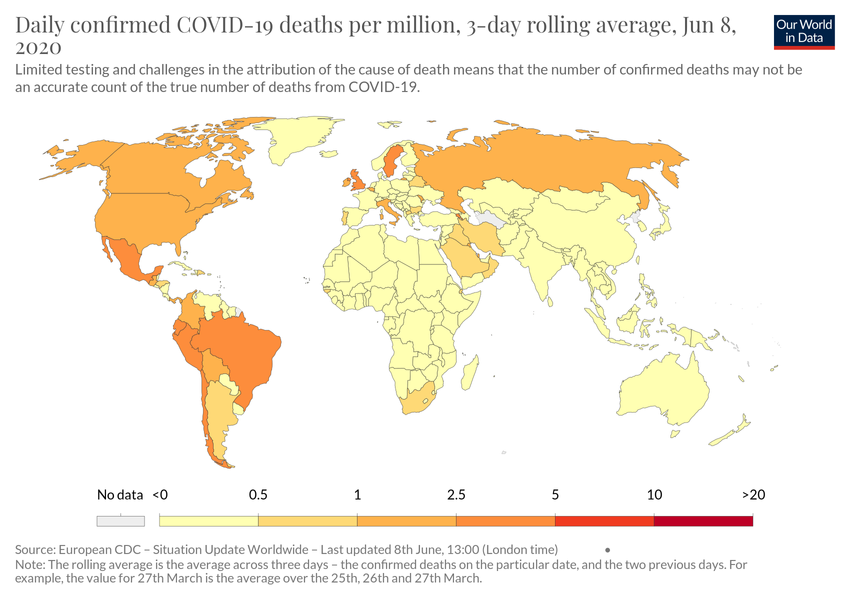 Daily confirmed COVID-19 deaths per million, 3-day rolling average, Jun 8,
2020
Our World
in Data
Limited testing and challenges in the attribution of the cause of death means that the number of confirmed deaths may not be
an accurate count of the true number of deaths from COVID-19.
No data <0 0.5 1 2.5 5 10 >20
Source: European CDC – Situation Update Worldwide – Last updated 8th June, 13:00 (London time)
Note: The rolling average is the average across three days – the confirmed deaths on the particular date, and the two previous days. For
example, the value for 27th March is the average over the 25th, 26th and 27th March.